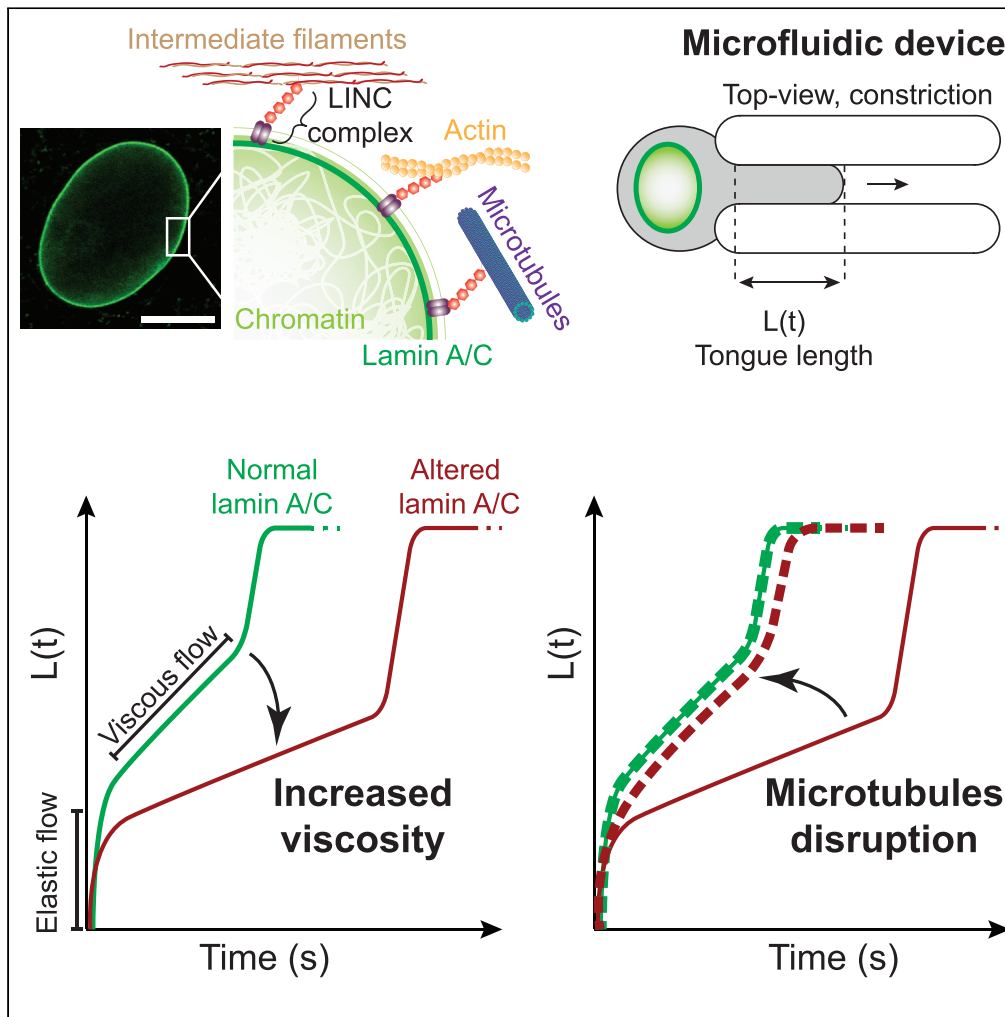 Intermediate filaments
LINC
complex
Actin
Microtubules
Chromatin
Lamin A/C
Microfluidic device
Top-view, constriction
L(t)
Tongue length
Normal
lamin A/C
Altered
lamin A/C
L(t)
Viscous flow
Elastic flow
Increased
viscosity
Time (s)
L(t)
Microtubules
disruption
Time (s)